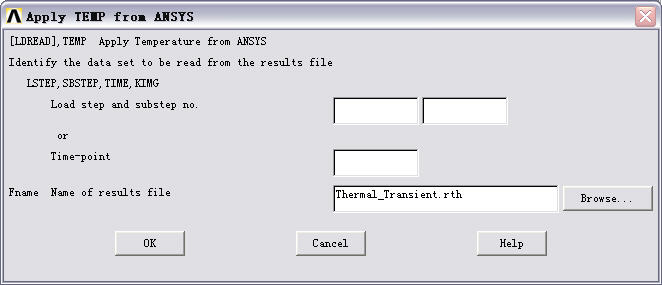 Apply TEMP from ANSYS
[LDREAD],TEMP  Apply Temperature from ANSYS
Identify the data set to be read from the results file
LSTEP,SBSTEP,TIME,KIMG
Load step and substep no.
or
Time-point
Fname  Name of results file  Thermal_Transient.rth  Browse...
OK  Cancel  Help